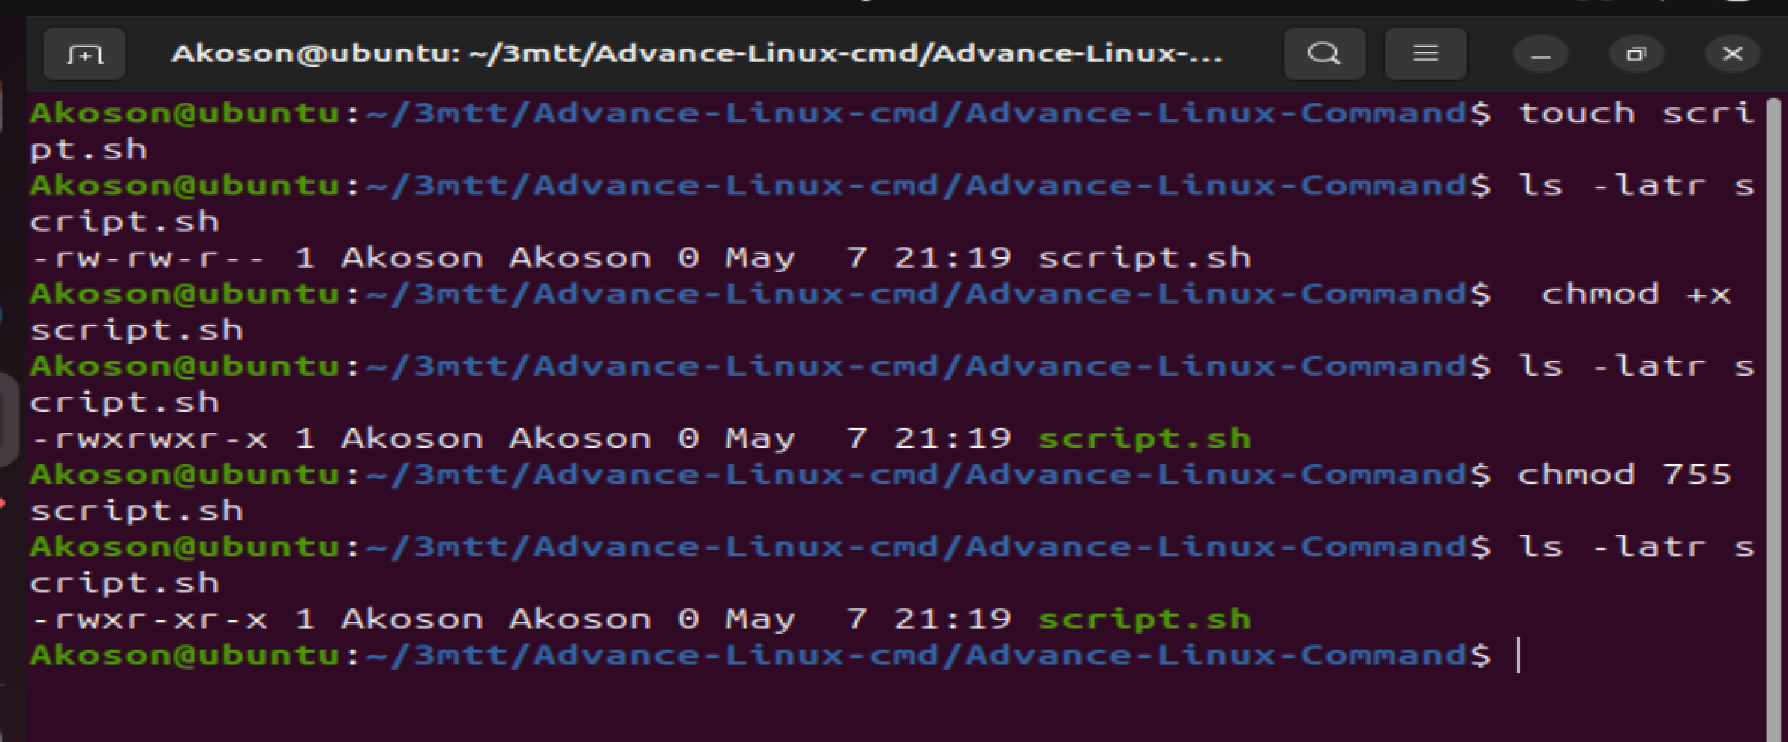 Akoson@ubuntu: ~/3mtt/Advance-Linux-cmd/Advance-Linux-...
Akoson@ubuntu:~/3mtt/Advance-Linux-cmd/Advance-Linux-Command$ touch scri
pt.sh
Akoson@ubuntu:~/3mtt/Advance-Linux-cmd/Advance-Linux-Command$ ls -latr s
cript.sh
-rw-rw-r-- 1 Akoson Akoson 0 May  7 21:19 script.sh
Akoson@ubuntu:~/3mtt/Advance-Linux-cmd/Advance-Linux-Command$  chmod +x
script.sh
Akoson@ubuntu:~/3mtt/Advance-Linux-cmd/Advance-Linux-Command$ ls -latr s
cript.sh
-rwxrwxr-x 1 Akoson Akoson 0 May  7 21:19 script.sh
Akoson@ubuntu:~/3mtt/Advance-Linux-cmd/Advance-Linux-Command$ chmod 755
script.sh
Akoson@ubuntu:~/3mtt/Advance-Linux-cmd/Advance-Linux-Command$ ls -latr s
cript.sh
-rwxr-xr-x 1 Akoson Akoson 0 May  7 21:19 script.sh
Akoson@ubuntu:~/3mtt/Advance-Linux-cmd/Advance-Linux-Command$